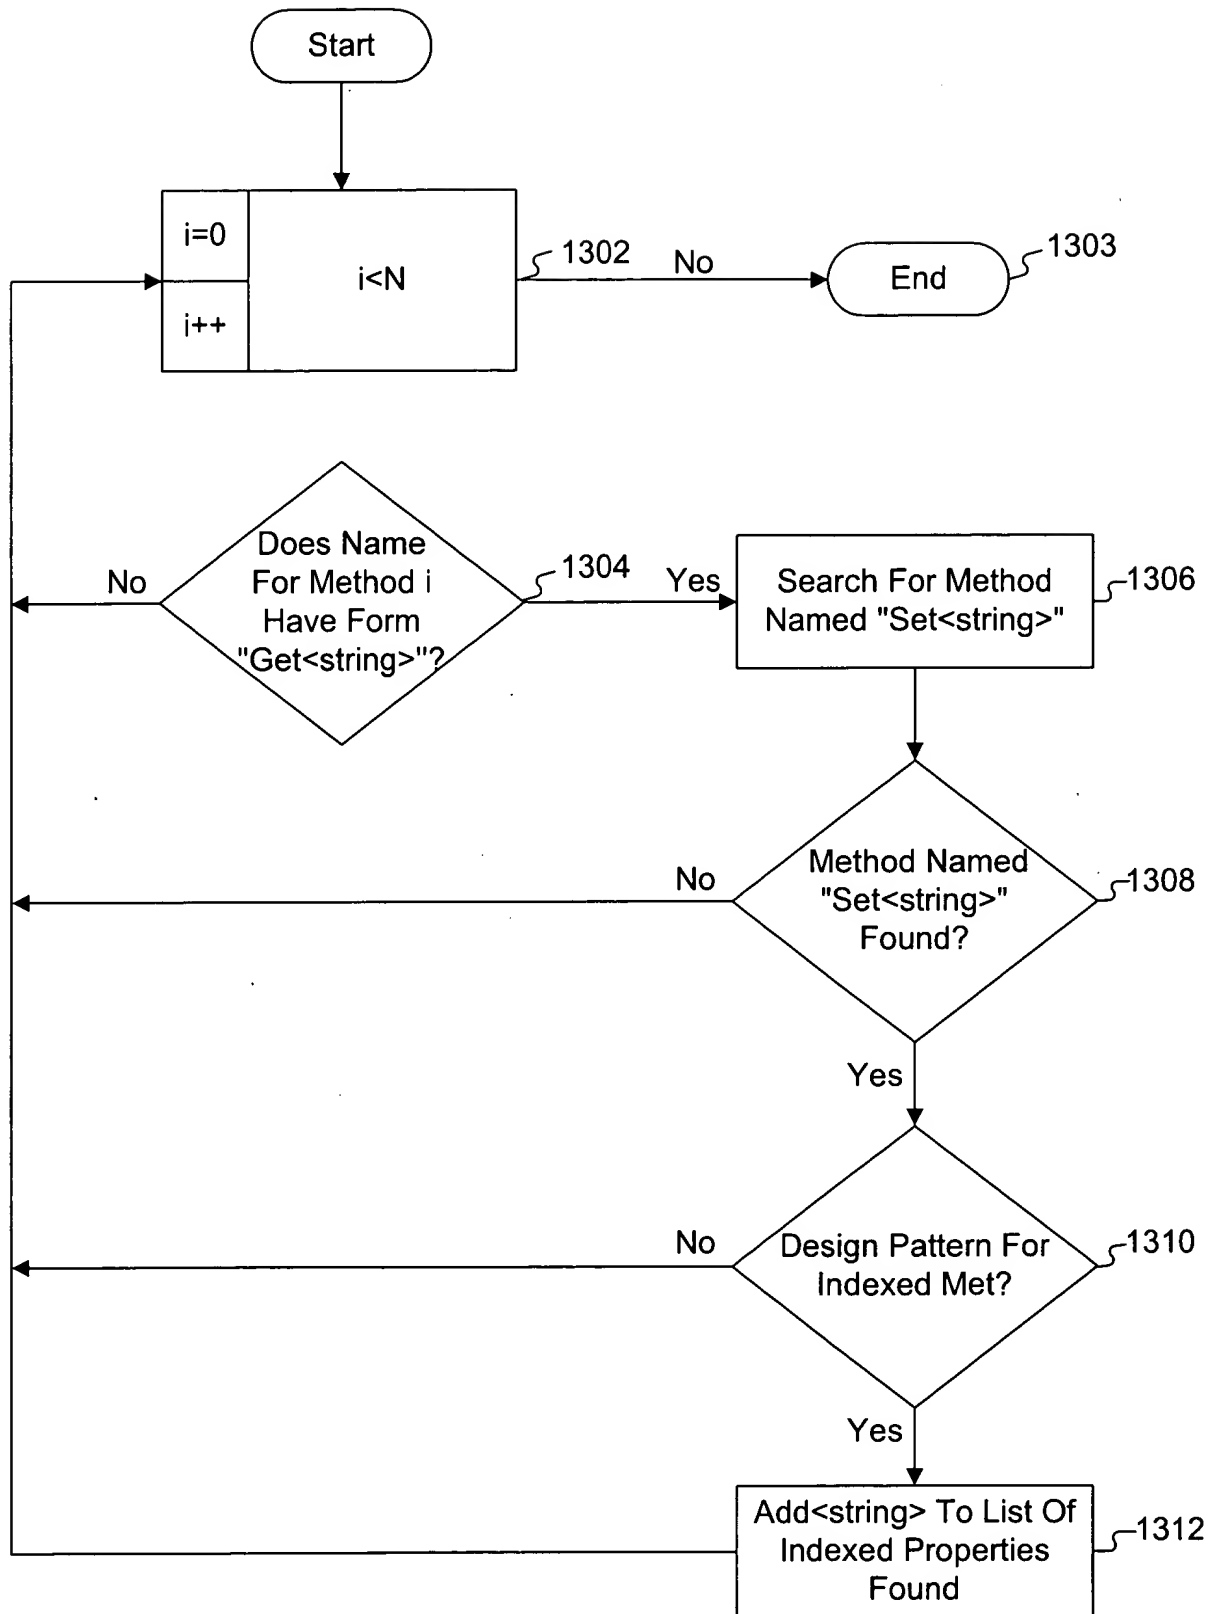 Start
i=0
i++
i<N
1302
No
End
1303
Does Name
For Method i
Have Form
"Get<string>"?
1304
No
Yes
Search For Method
Named "Set<string>"
1306
Method Named
"Set<string>"
Found?
1308
No
Yes
Design Pattern For
Indexed Met?
1310
No
Yes
Add<string> To List Of
Indexed Properties
Found
1312